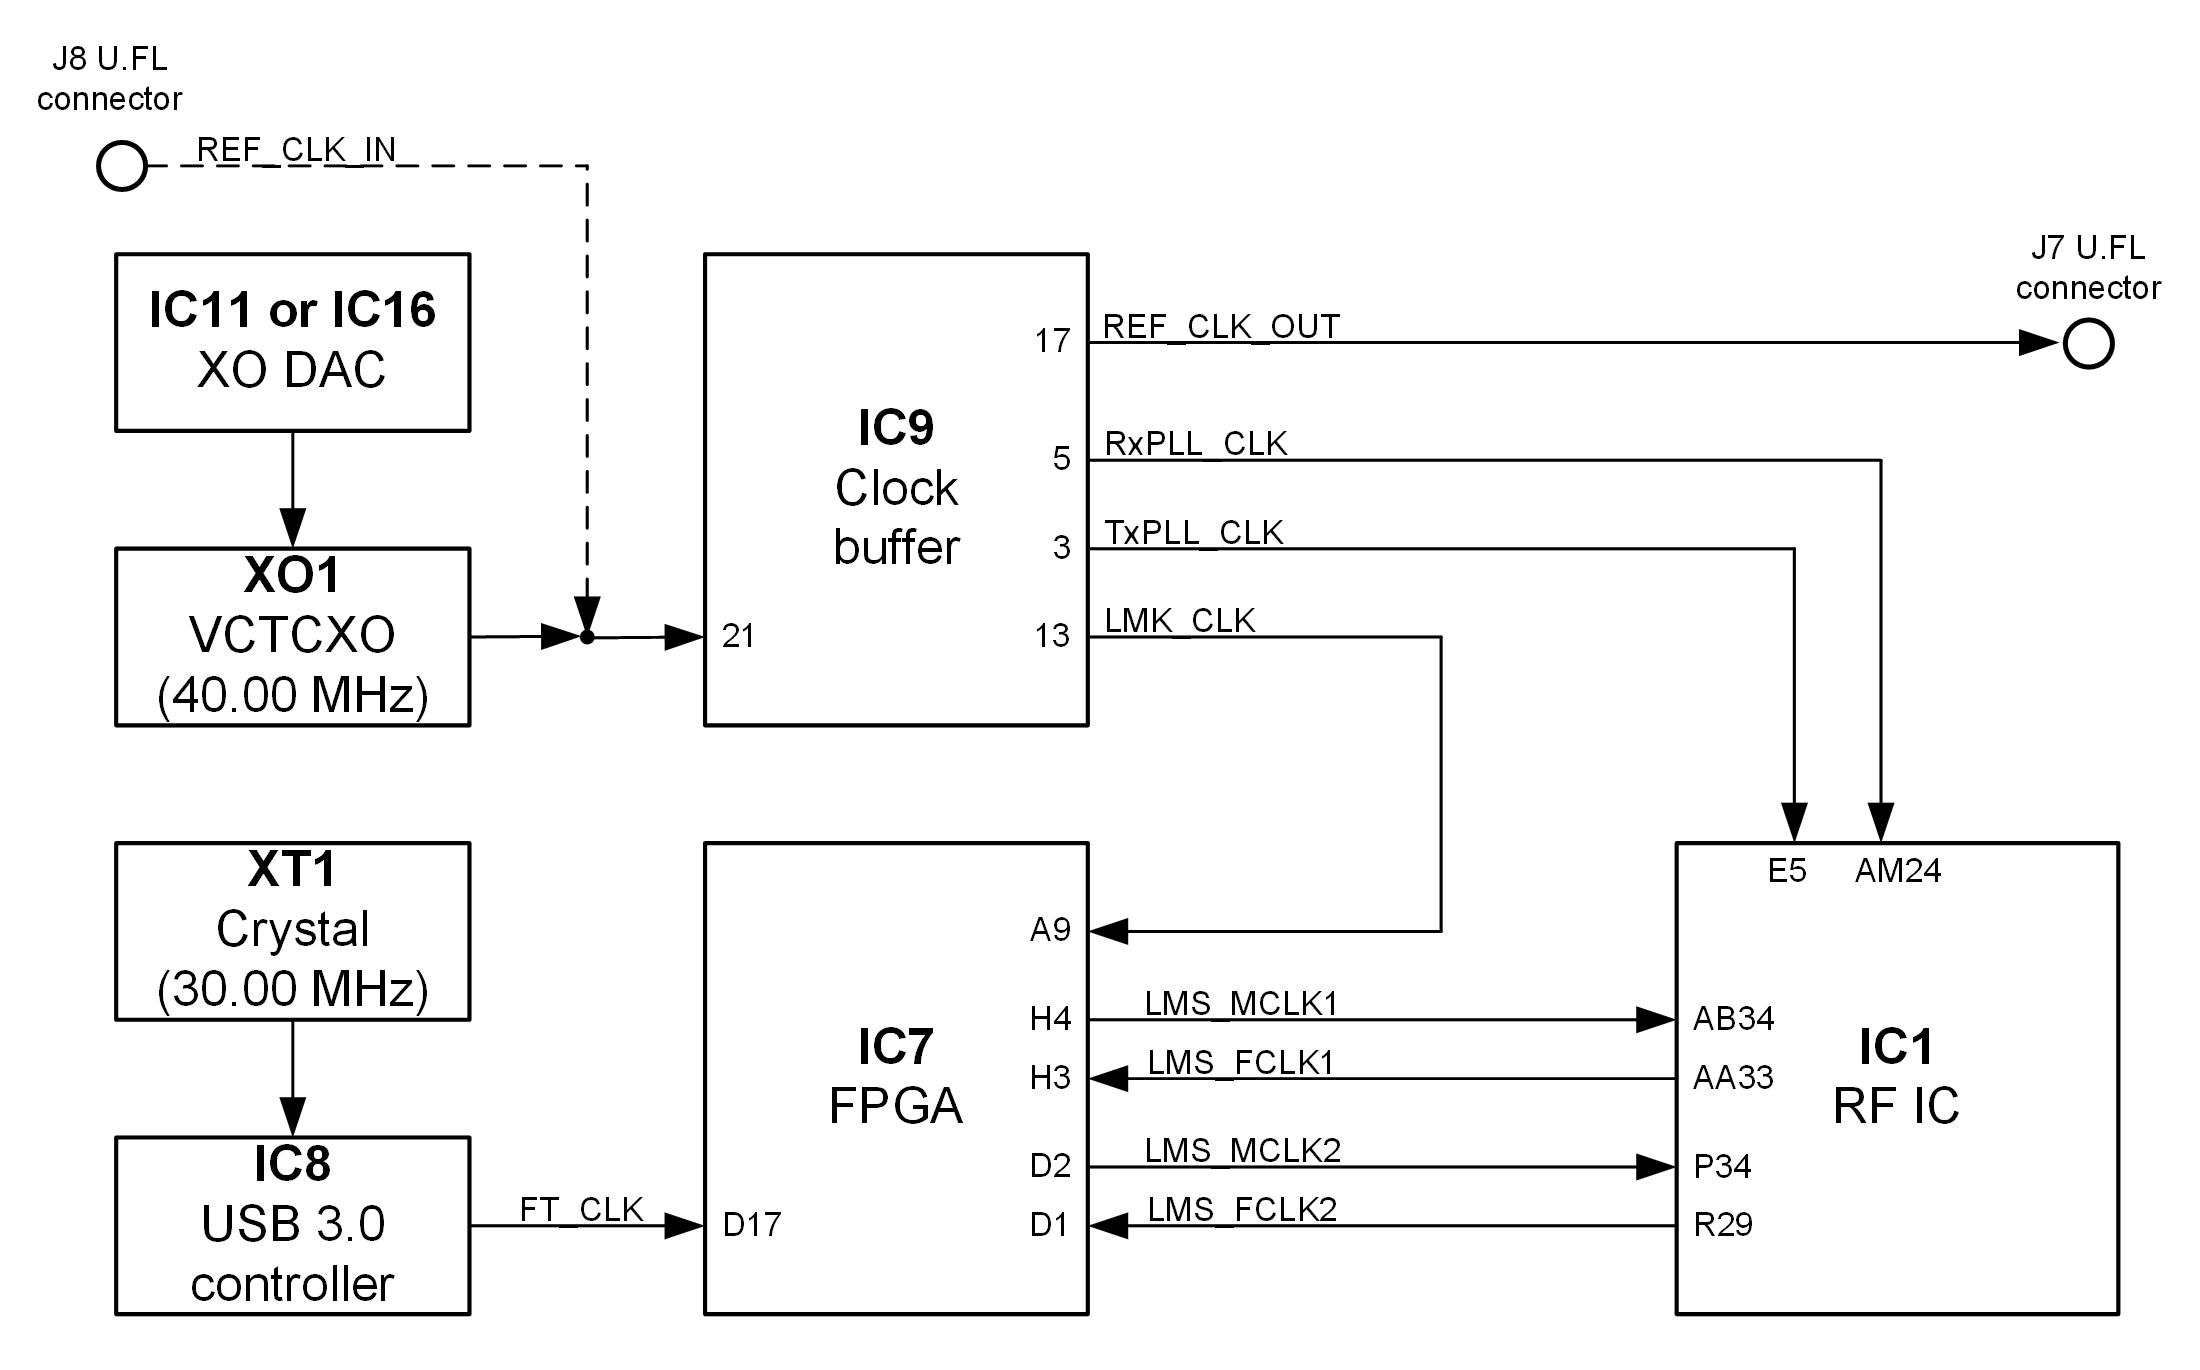 J8 U.FL
connector
REF_CLK_IN
IC11 or IC16
XO DAC
XO1
VCTCXO
(40.00 MHz)
IC9
Clock
buffer
21
17
5
3
13
REF_CLK_OUT
RxPLL_CLK
TxPLL_CLK
LMK_CLK
J7 U.FL
connector
XT1
Crystal
(30.00 MHz)
IC8
USB 3.0
controller
FT_CLK
D17
IC7
FPGA
A9
H4
H3
D2
D1
LMS_MCLK1
LMS_FCLK1
LMS_MCLK2
LMS_FCLK2
E5
AM24
AB34
AA33
P34
R29
IC1
RF IC